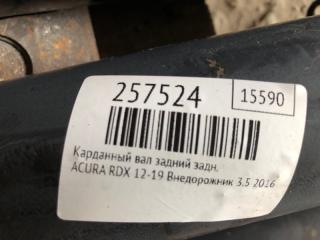 257524
15590
Карданный вал задний задн.
ACURA RDX 12-19 Внедорожник 3.5 2016